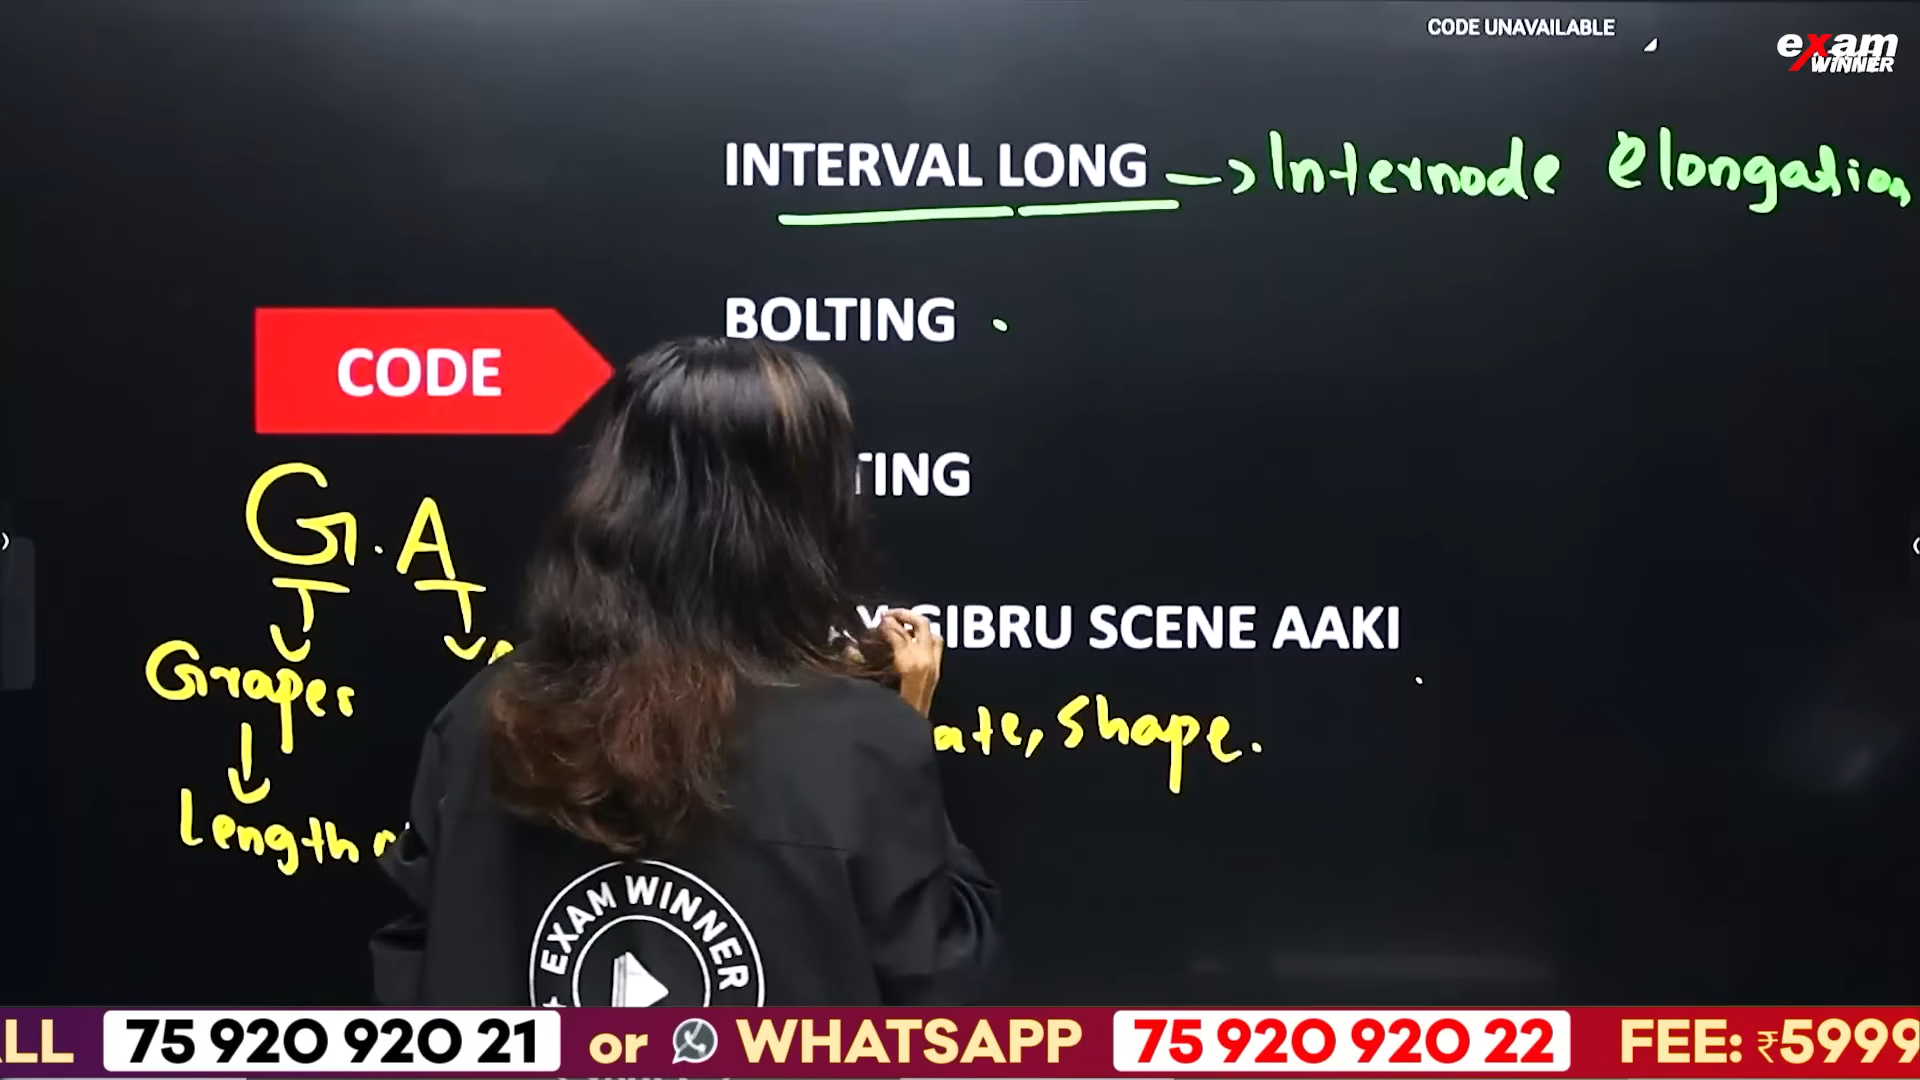 CODE UNAVAILABLE
exam
WINNER
INTERVAL LONG -> Internode elongation
BOLTING
CODE
TING
G.A
GIBRU SCENE AAKI
Grapes
ate, shape.
Length
EXAM WINNER
75 920 920 21 or WHATSAPP 75 920 920 22 FEE: ₹5999